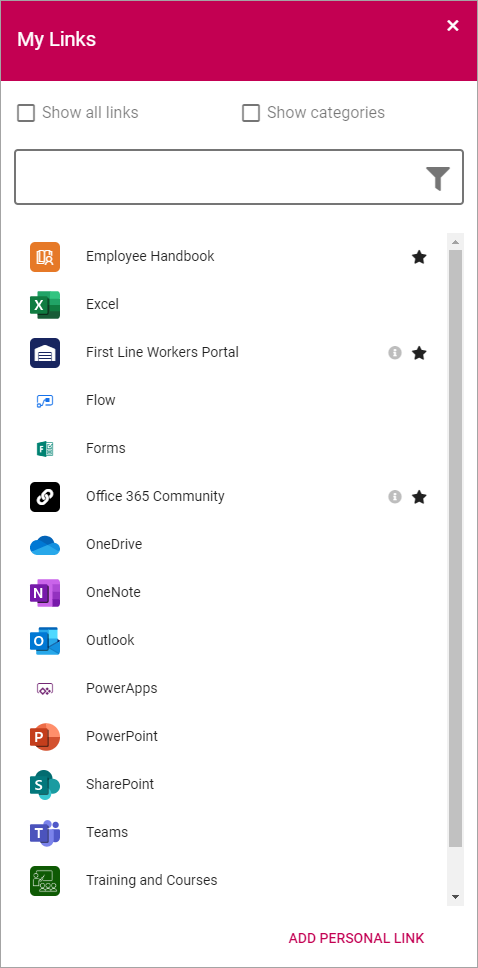 My Links
Show all links Show categories
Employee Handbook
Excel
First Line Workers Portal
Flow
Forms
Office 365 Community
OneDrive
OneNote
Outlook
PowerApps
PowerPoint
SharePoint
Teams
Training and Courses
ADD PERSONAL LINK